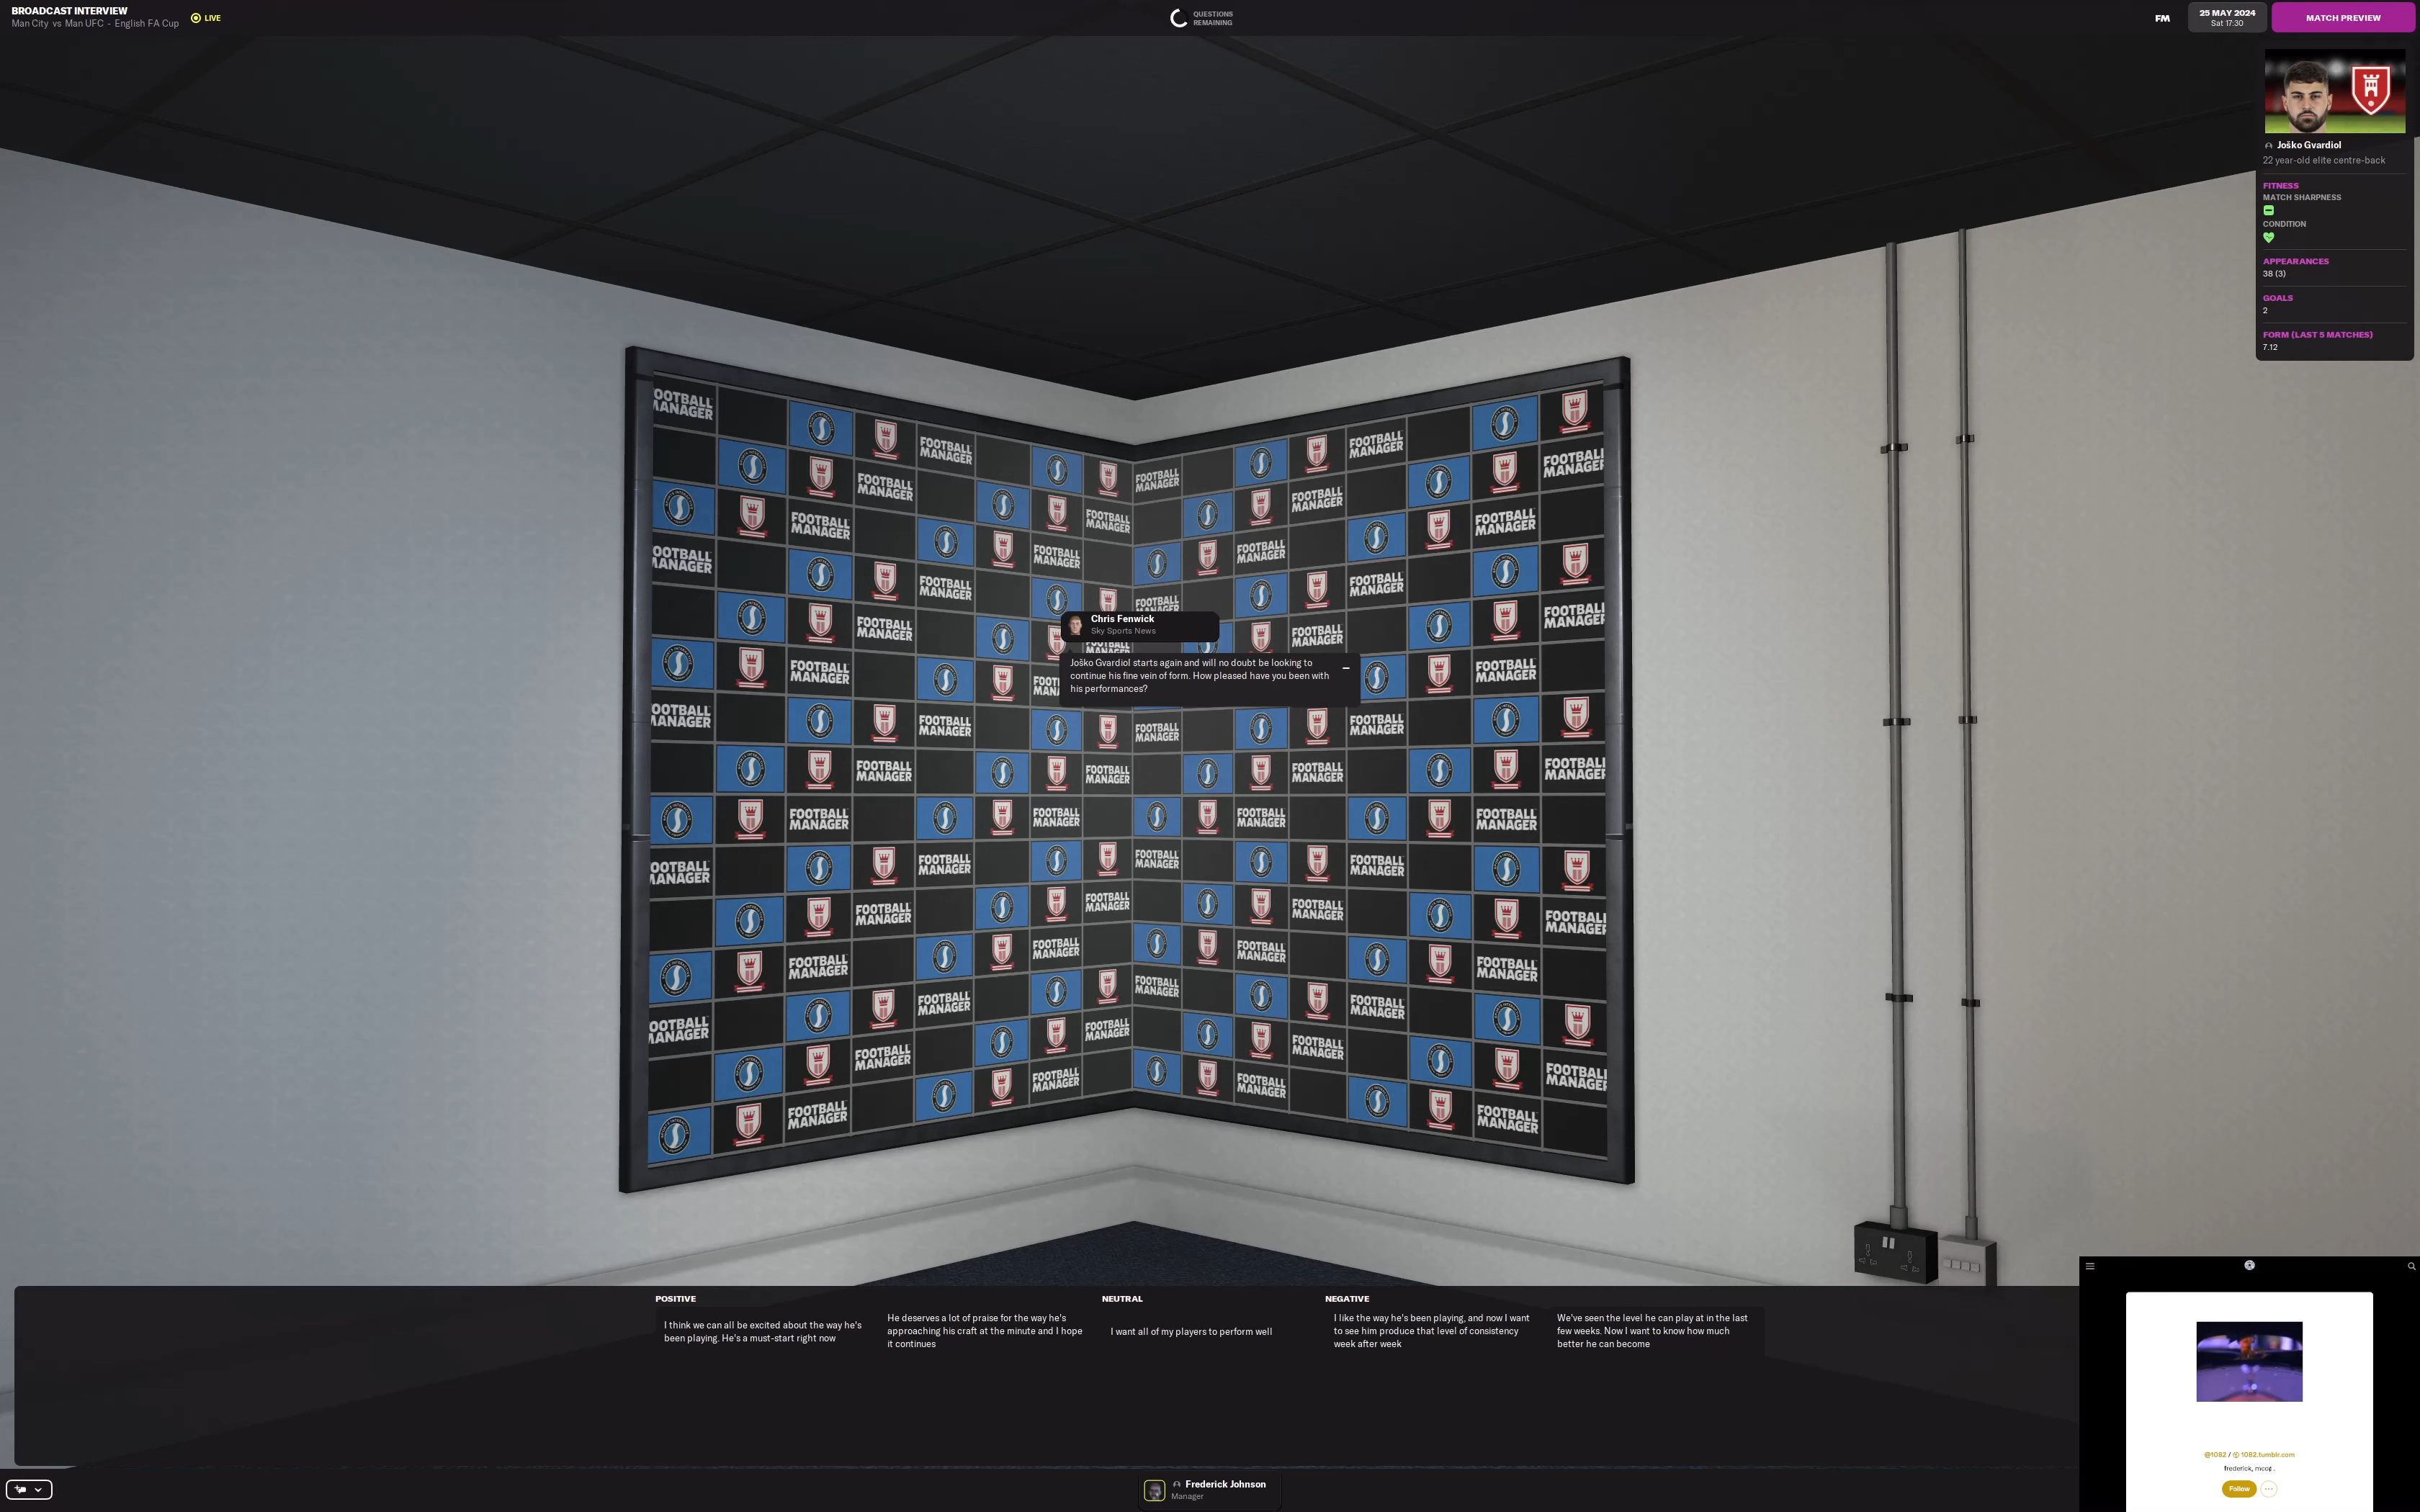 BROADCAST INTERVIEW
Man City vs Man UFC - English FA Cup
LIVE
QUESTIONS
REMAINING
FM
25 MAY 2024
Sat 17:30
MATCH PREVIEW
Joško Gvardiol
22 year-old elite centre-back
FITNESS
MATCH SHARPNESS
CONDITION
APPEARANCES
38 (3)
GOALS
2
FORM (LAST 5 MATCHES)
7.12
FOOTBALL
MANAGER
Chris Fenwick
Sky Sports News
Joško Gvardiol starts again and will no doubt be looking to
continue his fine vein of form. How pleased have you been with
his performances?
POSITIVE
I think we can all be excited about the way he's
been playing. He's a must-start right now
He deserves a lot of praise for the way he's
approaching his craft at the minute and I hope
it continues
NEUTRAL
I want all of my players to perform well
NEGATIVE
I like the way he's been playing, and now I want
to see him produce that level of consistency
week after week
We've seen the level he can play at in the last
few weeks. Now I want to know how much
better he can become
Frederick Johnson
Manager
@1082 / 1082.tumblr.com
frederick, mcog .
Follow